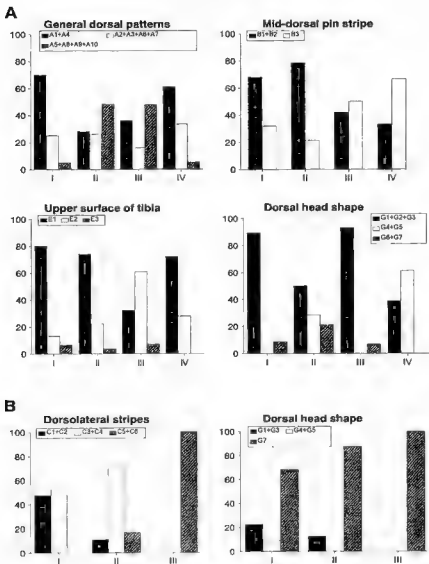 A
General dorsal patterns
A1+A4 A2+A3+A6+A7
A5+A8+A9+A10
100
80
60
40
20
0
I II III IV
Mid-dorsal pin stripe
B1+B2 B3
100
80
60
40
20
0
I II III IV
Upper surface of tibia
E1 E2 E3
100
80
60
40
20
0
I II III IV
Dorsal head shape
G1+G2+G3
G4+G5
G6+G7
100
80
60
40
20
0
I II III IV
B
Dorsolateral stripes
C1+C2 C3+C4 C5+C6
100
80
60
40
20
0
I II III
Dorsal head shape
G1+G3 G4+G5
G7
100
80
60
40
20
0
I II III